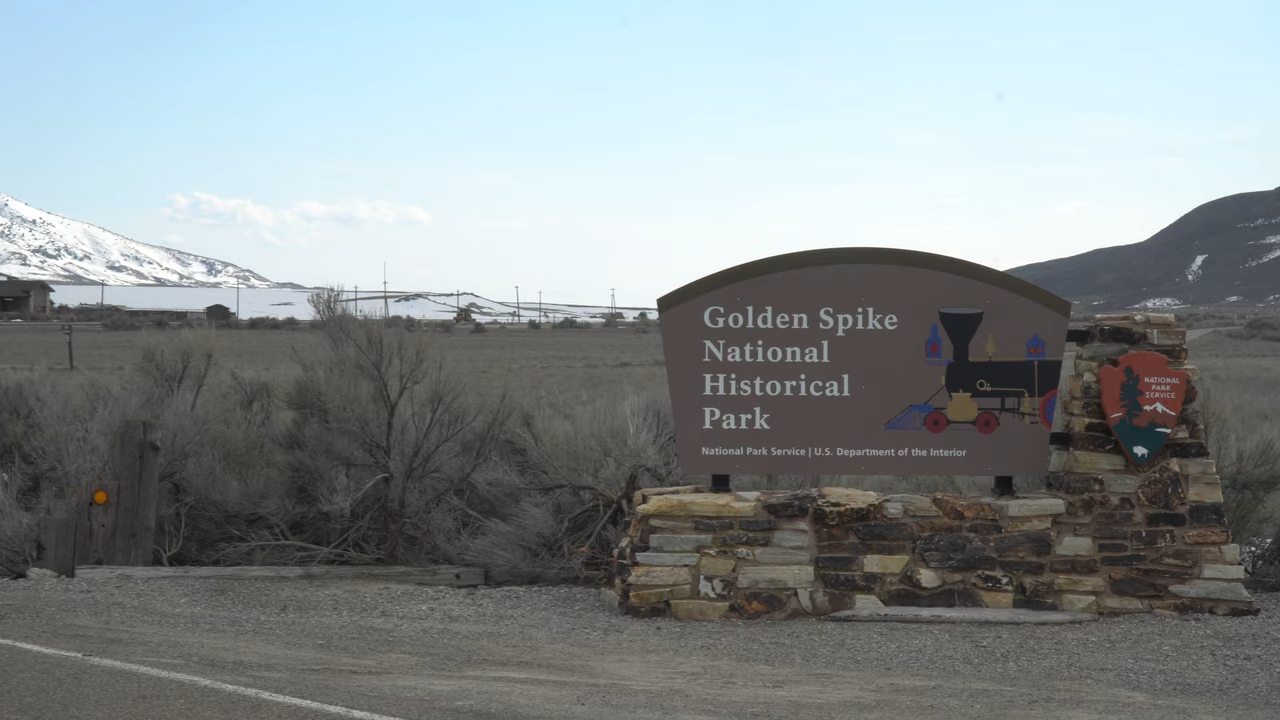 Golden Spike
National
Historical
Park
National Park Service | U.S. Department of the Interior
NATIONAL
PARK
SERVICE